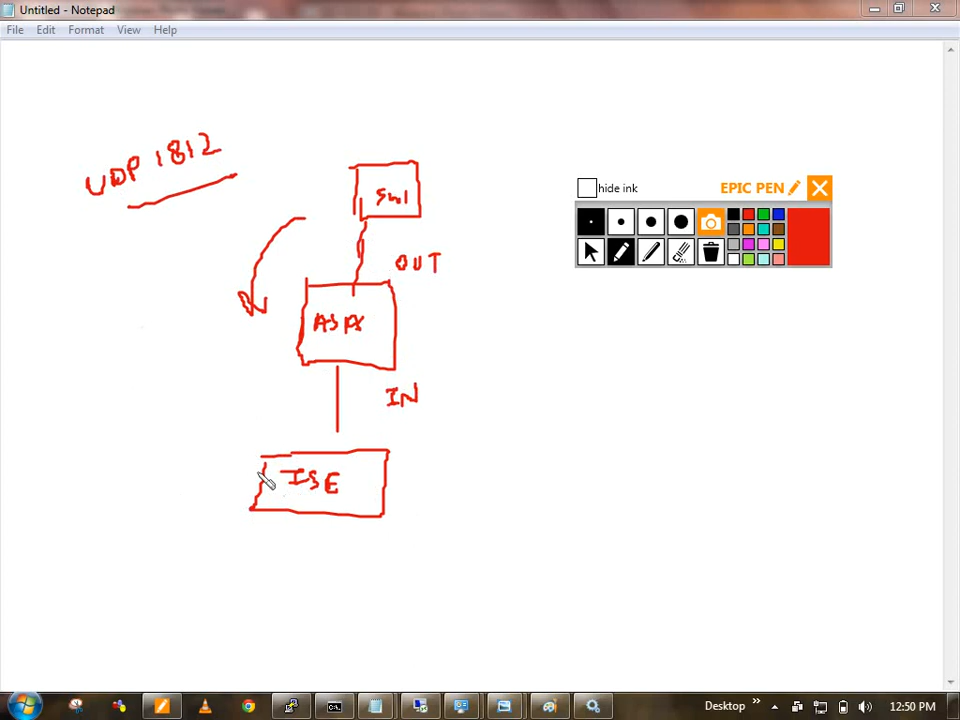 Untitled - Notepad
File Edit Format View Help
UDP 1812
SW1
hide ink
EPIC PEN
OUT
IN
ISE
Desktop
12:50 PM